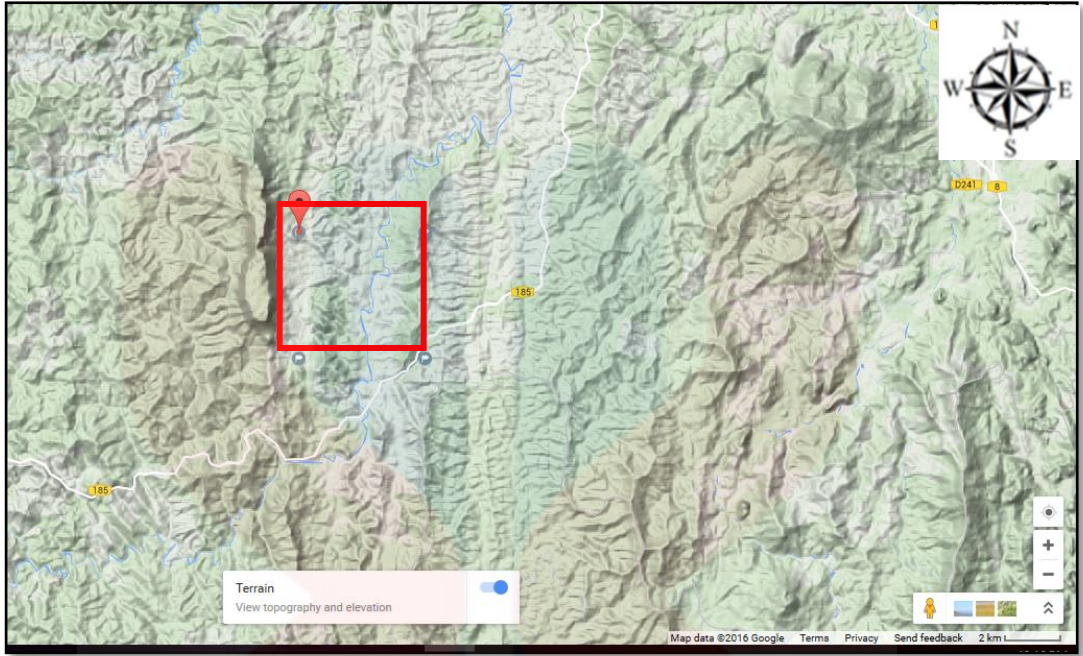 N
W E
S
D241 8
185
185
Terrain
View topography and elevation
Map data ©2016 Google Terms Privacy Send feedback 2 km